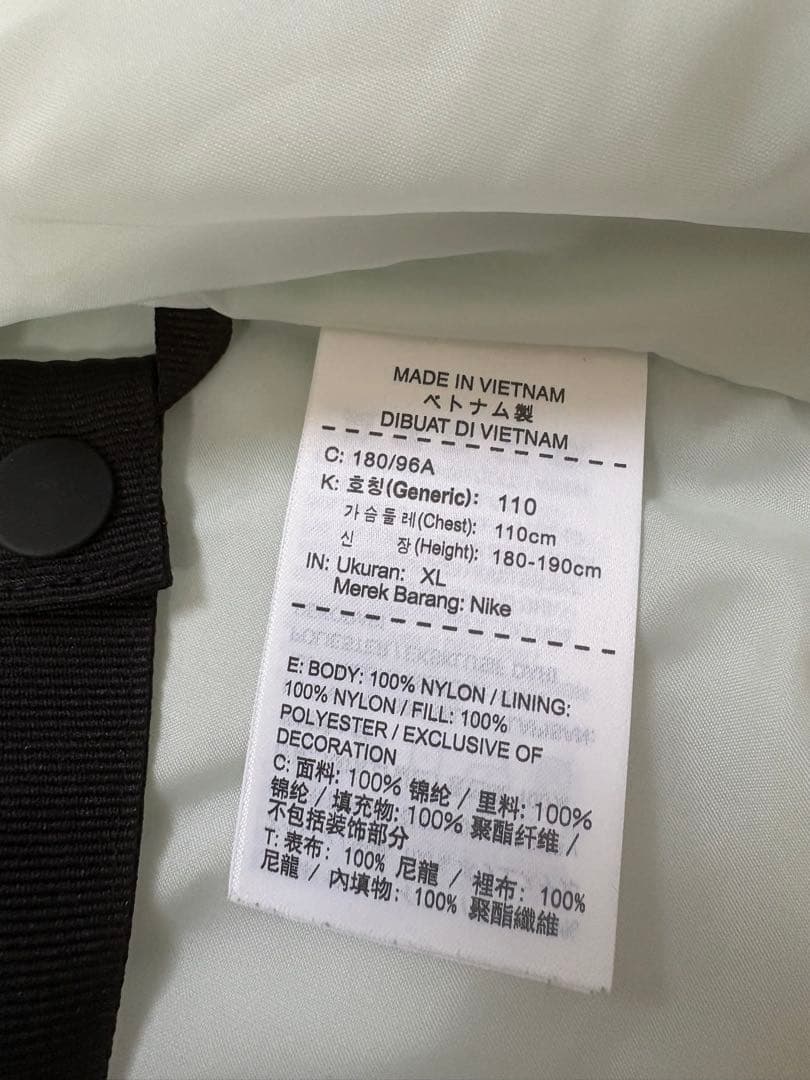 MADE IN VIETNAM
ベトナム製
DIBUAT DI VIETNAM
C: 180/96A
K: 호칭(Generic): 110
가슴둘레(Chest): 110cm
신 장(Height): 180-190cm
IN: Ukuran: XL
Merek Barang: Nike
E: BODY: 100% NYLON / LINING:
100% NYLON / FILL: 100%
POLYESTER / EXCLUSIVE OF
DECORATION
C: 面料: 100% 锦纶 / 里料: 100%
锦纶 / 填充物: 100% 聚酯纤维 /
不包括装饰部分
T: 表布: 100% 尼龍 / 裡布: 100%
尼龍 / 內填物: 100% 聚酯纖維